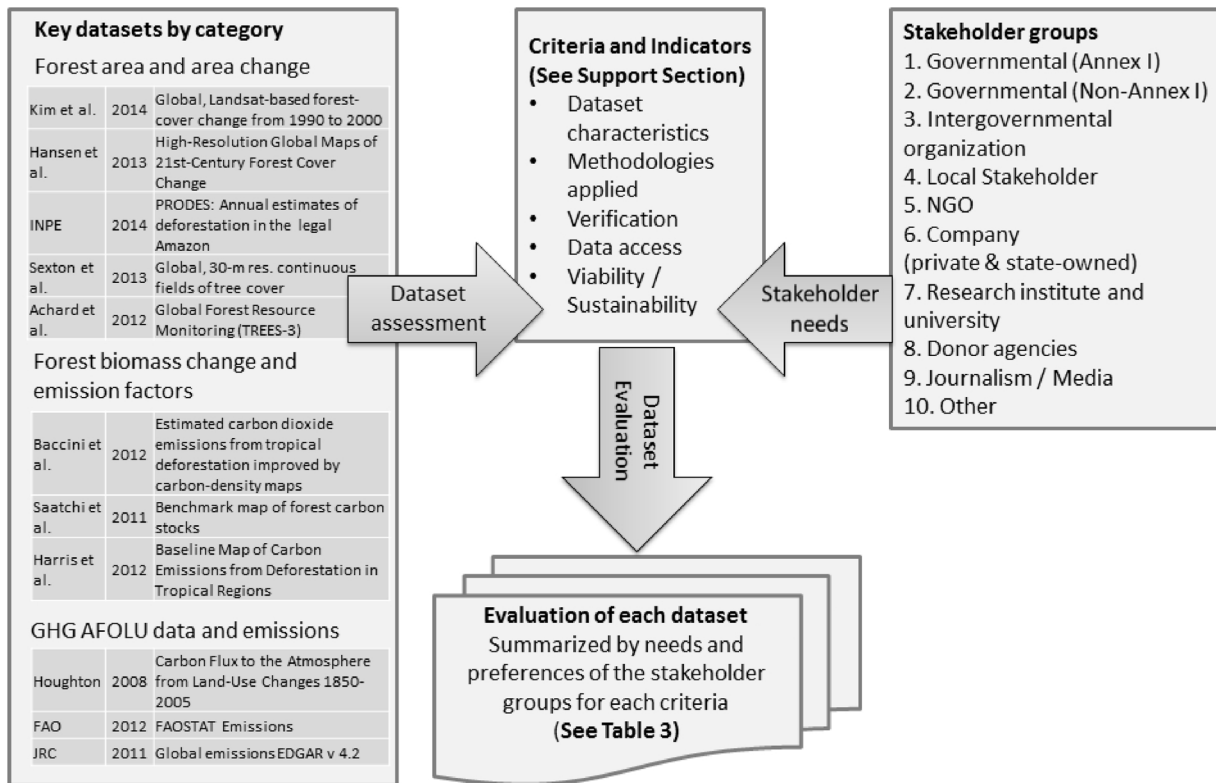 Key datasets by category
Forest area and area change
Kim et al. 2014 Global, Landsat-based forest-
cover change from 1990 to 2000
Hansen et
al. 2013 High-Resolution Global Maps of
21st-Century Forest Cover
Change
INPE 2014 PRODES: Annual estimates of
deforestation in the legal
Amazon
Sexton et
al. 2013 Global, 30-m res. continuous
fields of tree cover
Achard et
al. 2012 Global Forest Resource
Monitoring (TREES-3)
Forest biomass change and
emission factors
Baccini et
al. 2012 Estimated carbon dioxide
emissions from tropical
deforestation improved by
carbon-density maps
Saatchi et
al. 2011 Benchmark map of forest carbon
stocks
Harris et
al. 2012 Baseline Map of Carbon
Emissions from Deforestation in
Tropical Regions
GHG AFOLU data and emissions
Houghton 2008 Carbon Flux to the Atmosphere
from Land-Use Changes 1850-
2005
FAO 2012 FAOSTAT Emissions
JRC 2011 Global emissions EDGAR v 4.2
Dataset
assessment
Criteria and Indicators
(See Support Section)
• Dataset
characteristics
• Methodologies
applied
• Verification
• Data access
• Viability /
Sustainability
Stakeholder
needs
Stakeholder groups
1. Governmental (Annex I)
2. Governmental (Non-Annex I)
3. Intergovernmental
organization
4. Local Stakeholder
5. NGO
6. Company
(private & state-owned)
7. Research institute and
university
8. Donor agencies
9. Journalism / Media
10. Other
Dataset
Evaluation
Evaluation of each dataset
Summarized by needs and
preferences of the stakeholder
groups for each criteria
(See Table 3)